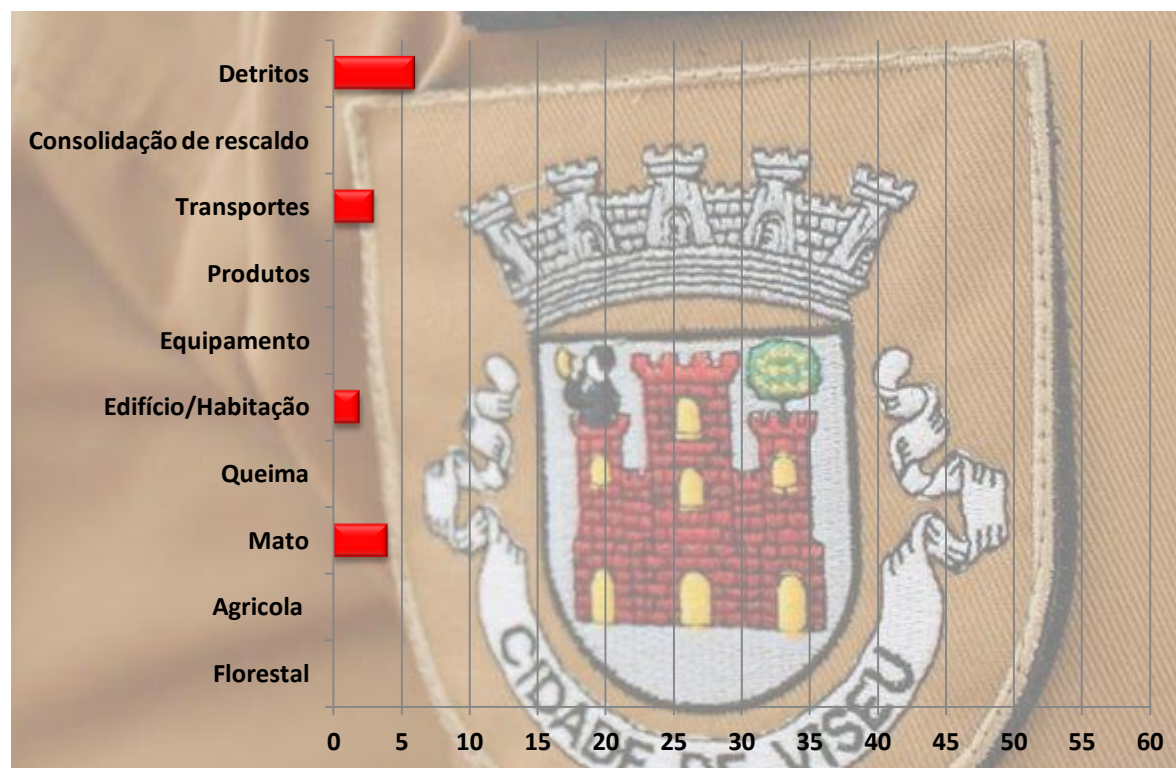 Detritos
Consolidação de rescaldo
Transportes
Produtos
Equipamento
Edifício/Habitação
Queima
Mato
Agricola
Florestal
0 5 10 15 20 25 30 35 40 45 50 55 60
CIDADE DE VISEU